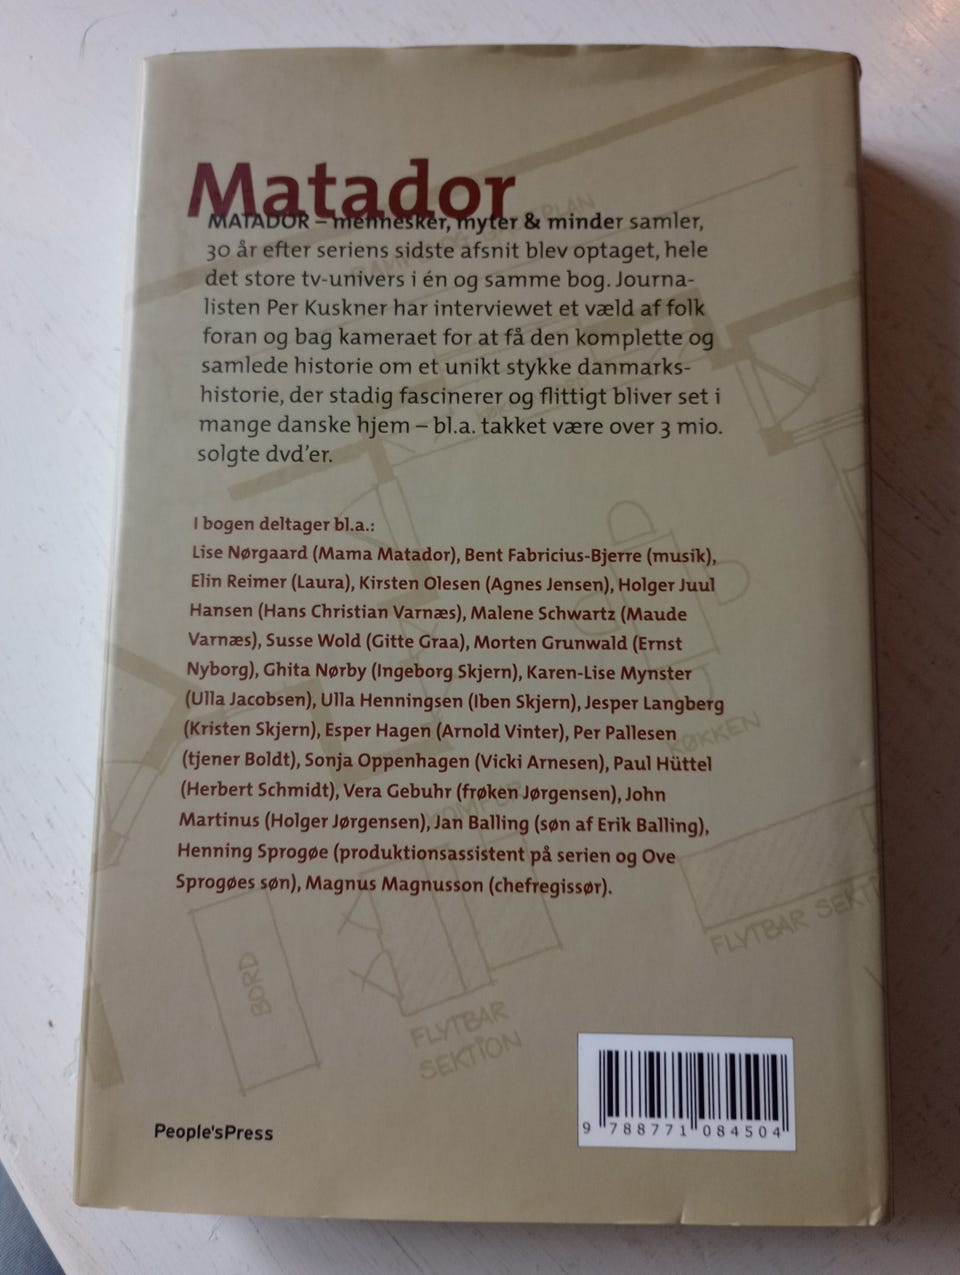 Matador
MATADOR – mennesker, myter & minder samler,
30 år efter seriens sidste afsnit blev optaget, hele
det store tv-univers i én og samme bog. Journa-
listen Per Kuskner har interviewet et væld af folk
foran og bag kameraet for at få den komplette og
samlede historie om et unikt stykke danmarks-
historie, der stadig fascinerer og flittigt bliver set i
mange danske hjem – bl.a. takket være over 3 mio.
solgte dvd'er.
I bogen deltager bl.a.:
Lise Nørgaard (Mama Matador), Bent Fabricius-Bjerre (musik),
Elin Reimer (Laura), Kirsten Olesen (Agnes Jensen), Holger Juul
Hansen (Hans Christian Varnæs), Malene Schwartz (Maude
Varnæs), Susse Wold (Gitte Graa), Morten Grunwald (Ernst
Nyborg), Ghita Nørby (Ingeborg Skjern), Karen-Lise Mynster
(Ulla Jacobsen), Ulla Henningsen (Iben Skjern), Jesper Langberg
(Kristen Skjern), Esper Hagen (Arnold Vinter), Per Pallesen
(tjener Boldt), Sonja Oppenhagen (Vicki Arnesen), Paul Hüttel
(Herbert Schmidt), Vera Gebuhr (frøken Jørgensen), John
Martinus (Holger Jørgensen), Jan Balling (søn af Erik Balling),
Henning Sprogøe (produktionsassistent på serien og Ove
Sprogøes søn), Magnus Magnusson (chefregissør).
KØKKEN
FLYTBAR SEKT
BORD
FLYTBAR
SEKTION
People'sPress
9 788771 084504